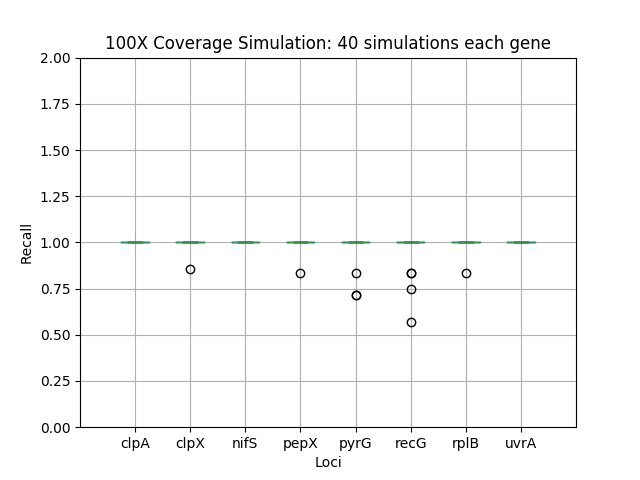 100X Coverage Simulation: 40 simulations each gene
2.00
1.75
1.50
1.25
1.00
0.75
0.50
0.25
0.00
Recall
clpA clpX nifS pepX pyrG recG rplB uvrA
Loci